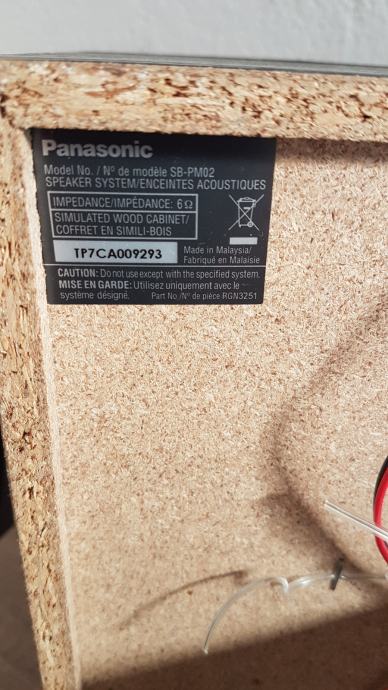 Panasonic
Model No. / Nº de modèle SB-PM02
SPEAKER SYSTEM/ENCEINTES ACOUSTIQUES
IMPEDANCE/IMPÉDANCE: 6Ω
SIMULATED WOOD CABINET/
COFFRET EN SIMILI-BOIS
TP7CA009293
Made in Malaysia/
Fabriqué en Malaisie
CAUTION: Do not use except with the specified system.
MISE EN GARDE: Utilisez uniquement avec le
système désigné.
Part No./Nº de pièce RGN3251